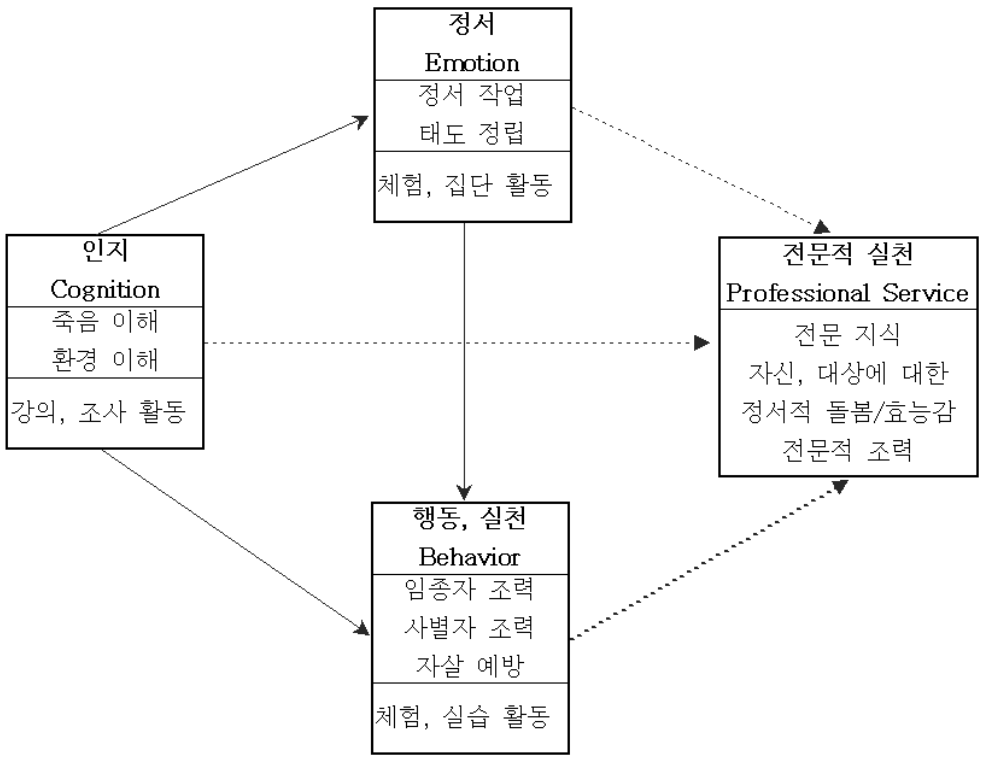 정서
Emotion
정서 작업
태도 정립
체험, 집단 활동
인지
Cognition
죽음 이해
환경 이해
강의, 조사 활동
전문적 실천
Professional Service
전문 지식
자신, 대상에 대한
정서적 돌봄/효능감
전문적 조력
행동, 실천
Behavior
임종자 조력
사별자 조력
자살 예방
체험, 실습 활동